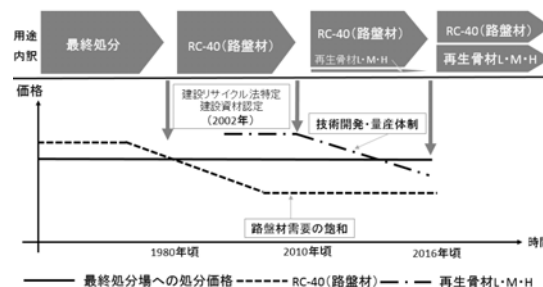 用途
内訳
最終処分
RC-40(路盤材)
RC-40(路盤材)
再生骨材L・M・H
RC-40(路盤材)
再生骨材L・M・H
価格
建設リサイクル法特定
建設資材認定
(2002年)
技術開発・量産体制
路盤材需要の飽和
1980年頃
2010年頃
2016年頃
時間
最終処分場への処分価格
RC-40(路盤材)
再生骨材L・M・H